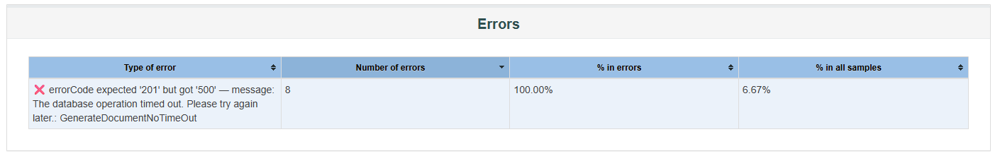 Errors
Type of error Number of errors % in errors % in all samples
❌ errorCode expected '201' but got '500' — message: 8 100.00% 6.67%
The database operation timed out. Please try again
later.: GenerateDocumentNoTimeOut